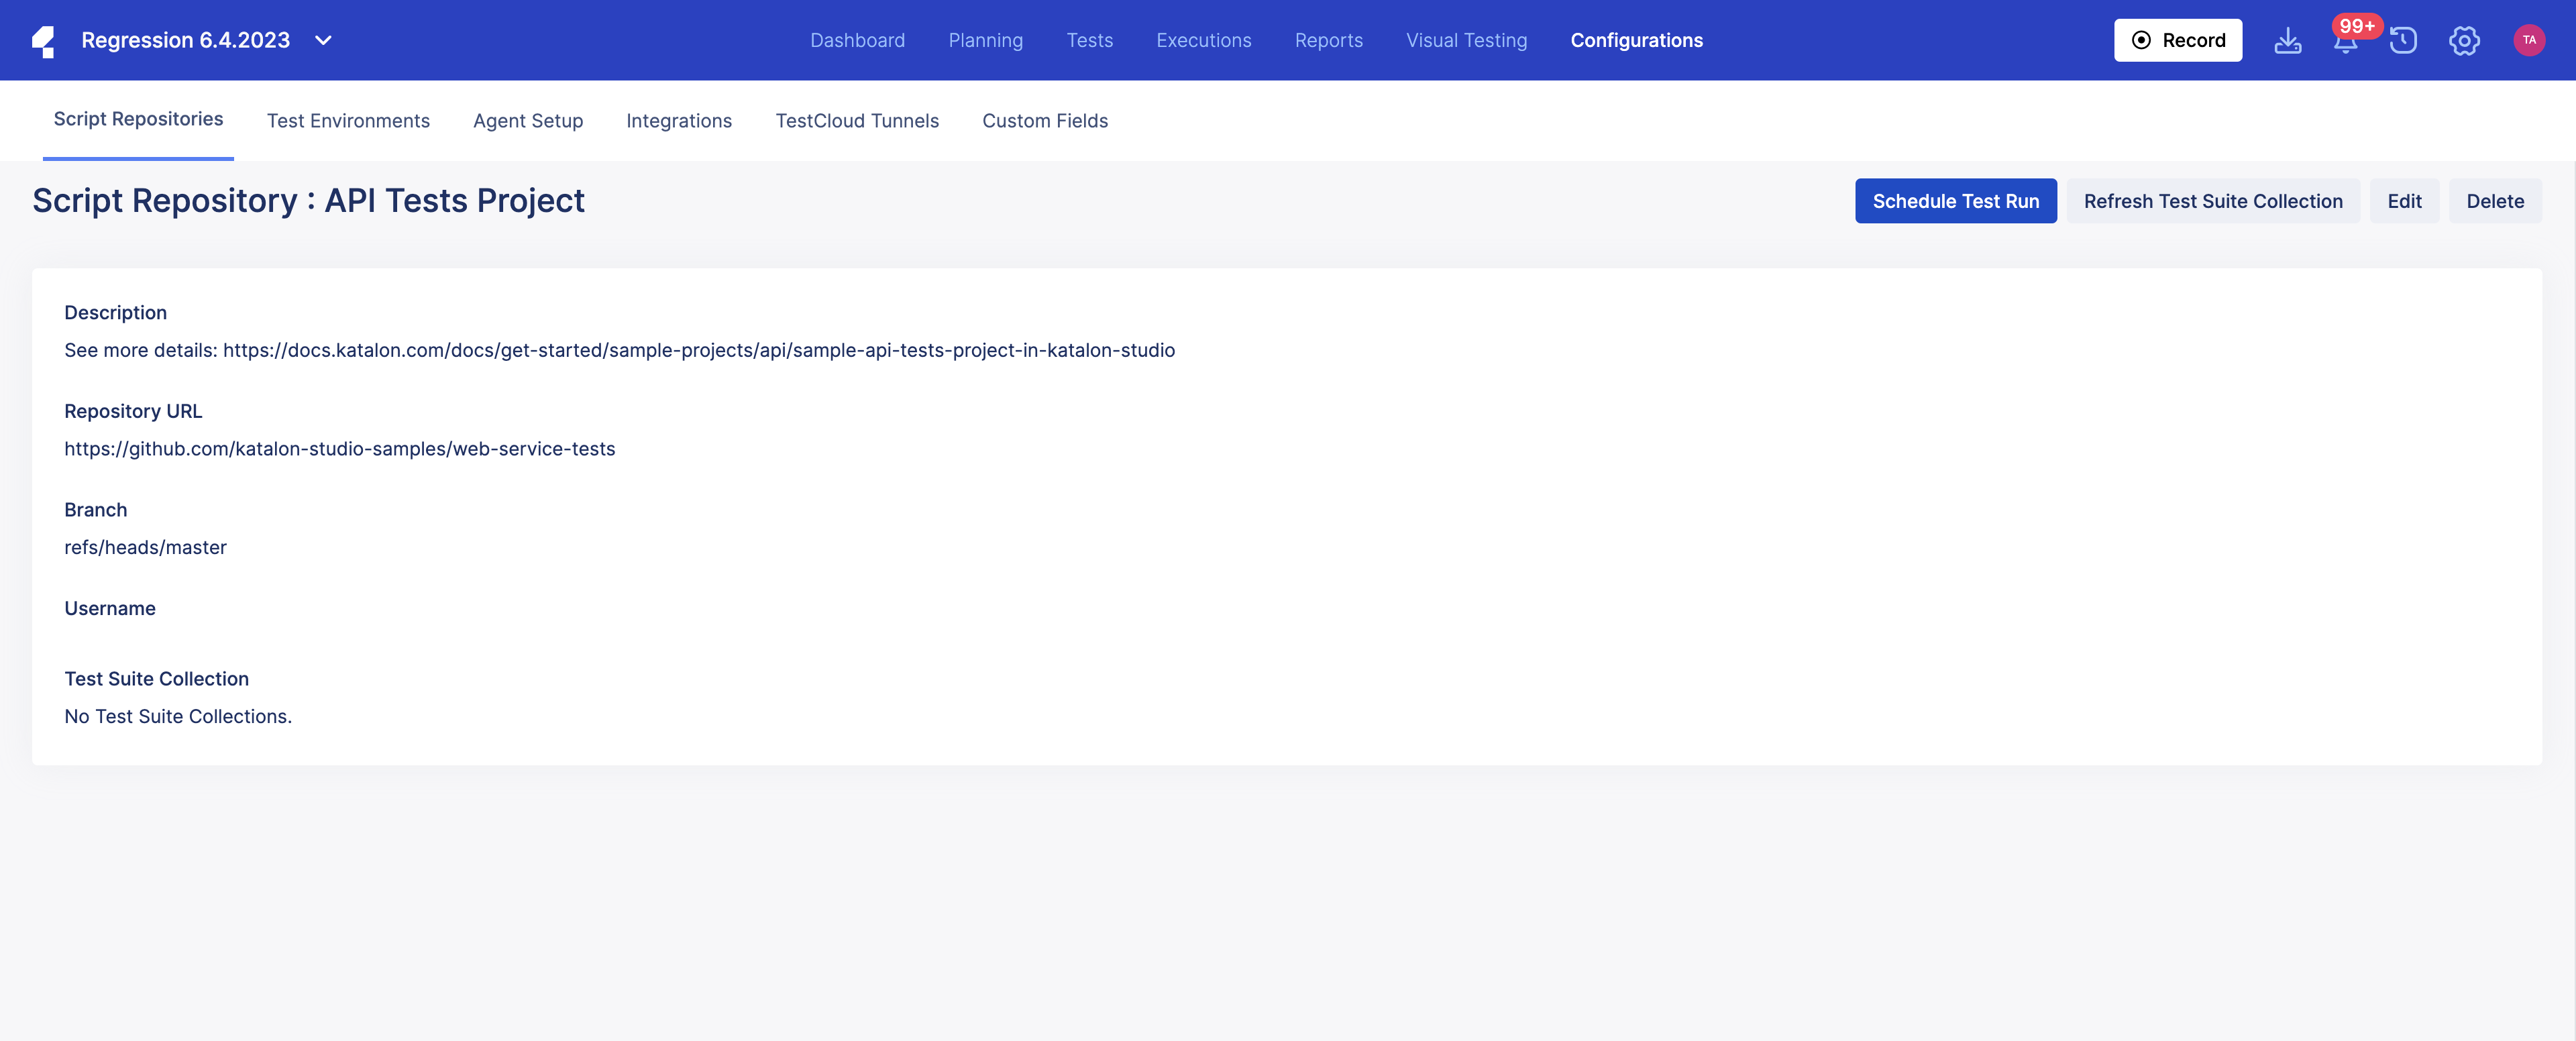 Regression 6.4.2023
Dashboard Planning Tests Executions Reports Visual Testing Configurations
Record
99+
TA
Script Repositories Test Environments Agent Setup Integrations TestCloud Tunnels Custom Fields
Script Repository : API Tests Project
Schedule Test Run Refresh Test Suite Collection Edit Delete
Description
See more details: https://docs.katalon.com/docs/get-started/sample-projects/api/sample-api-tests-project-in-katalon-studio
Repository URL
https://github.com/katalon-studio-samples/web-service-tests
Branch
refs/heads/master
Username
Test Suite Collection
No Test Suite Collections.